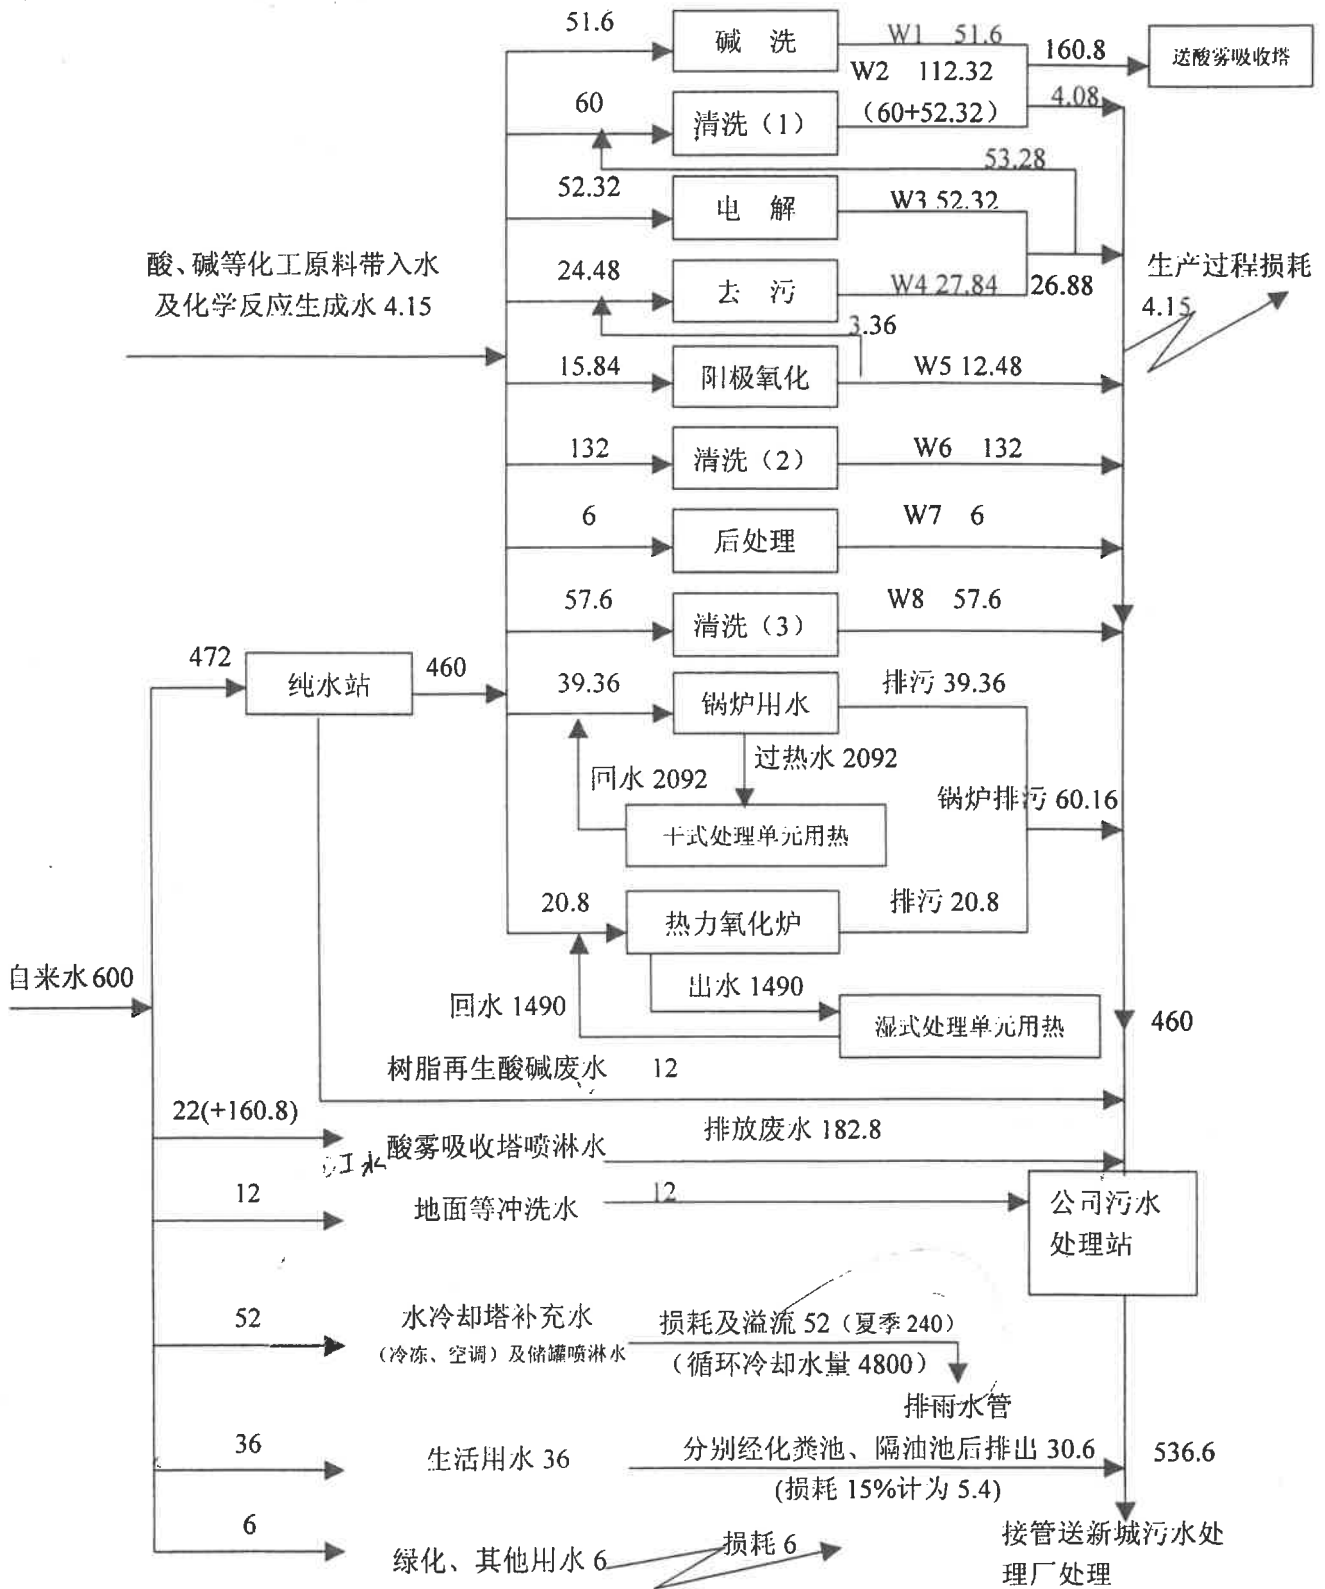 51.6
碱 洗
W1 51.6
160.8
送酸雾吸收塔
W2 112.32
60
清洗（1）
（60+52.32）
4.08
53.28
52.32
电 解
W3 52.32
酸、碱等化工原料带入水
及化学反应生成水 4.15
24.48
去 污
W4 27.84
26.88
生产过程损耗
4.15
3.36
15.84
阳极氧化
W5 12.48
132
清洗（2）
W6 132
6
后处理
W7 6
57.6
清洗（3）
W8 57.6
472
纯水站
460
39.36
锅炉用水
排污 39.36
回水 2092
过热水 2092
锅炉排污 60.16
干式处理单元用热
20.8
热力氧化炉
排污 20.8
自来水 600
回水 1490
出水 1490
湿式处理单元用热
460
树脂再生酸碱废水 12
22(+160.8)
酸雾吸收塔喷淋水
排放废水 182.8
12
地面等冲洗水
12
公司污水
处理站
52
水冷却塔补充水
（冷冻、空调）及储罐喷淋水
损耗及溢流 52（夏季 240）
（循环冷却水量 4800）
排雨水管
36
生活用水 36
分别经化粪池、隔油池后排出 30.6
(损耗 15%计为 5.4)
536.6
6
绿化、其他用水 6
损耗 6
接管送新城污水处
理厂处理